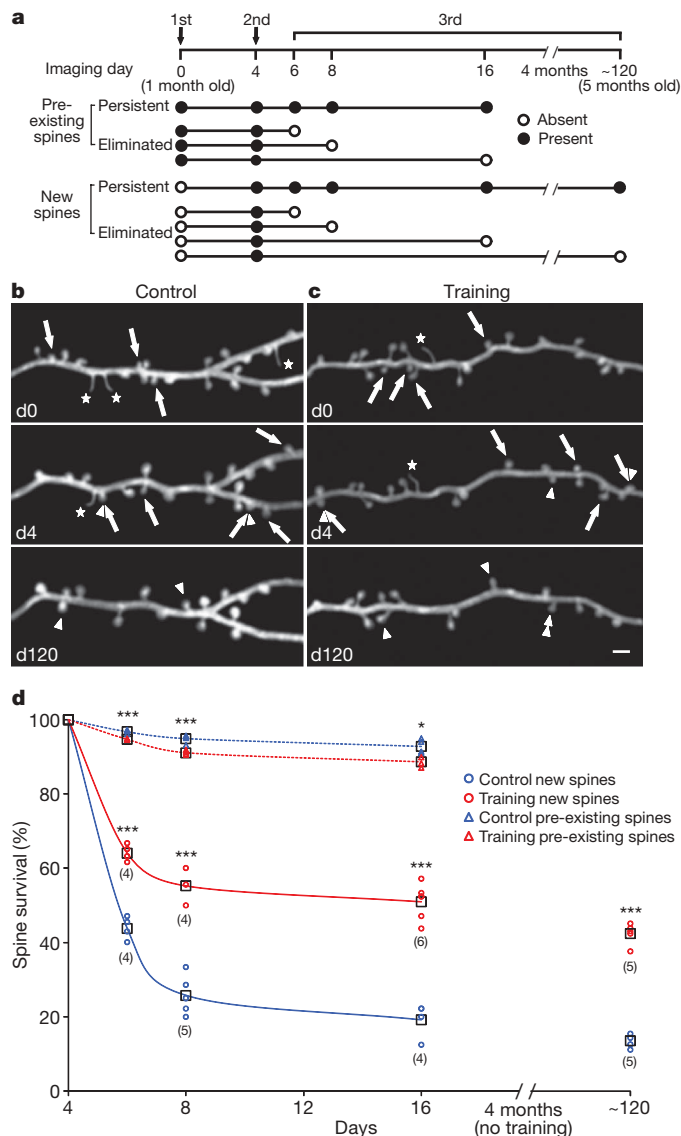 a
1st 2nd 3rd
Imaging day 0 4 6 8 16 4 months ~120
(1 month old) (5 months old)
Pre-existing spines
Persistent
Eliminated
Absent
Present
New spines
Persistent
Eliminated
b Control
c Training
d0
d0
d4
d4
d120
d120
d
Spine survival (%)
100
80
60
40
20
0
*** *** *
*** *** *** ***
(4) (4) (6) (5)
(4) (5) (4) (5)
Control new spines
Training new spines
Control pre-existing spines
Training pre-existing spines
4 8 12 16 4 months ~120
Days (no training)